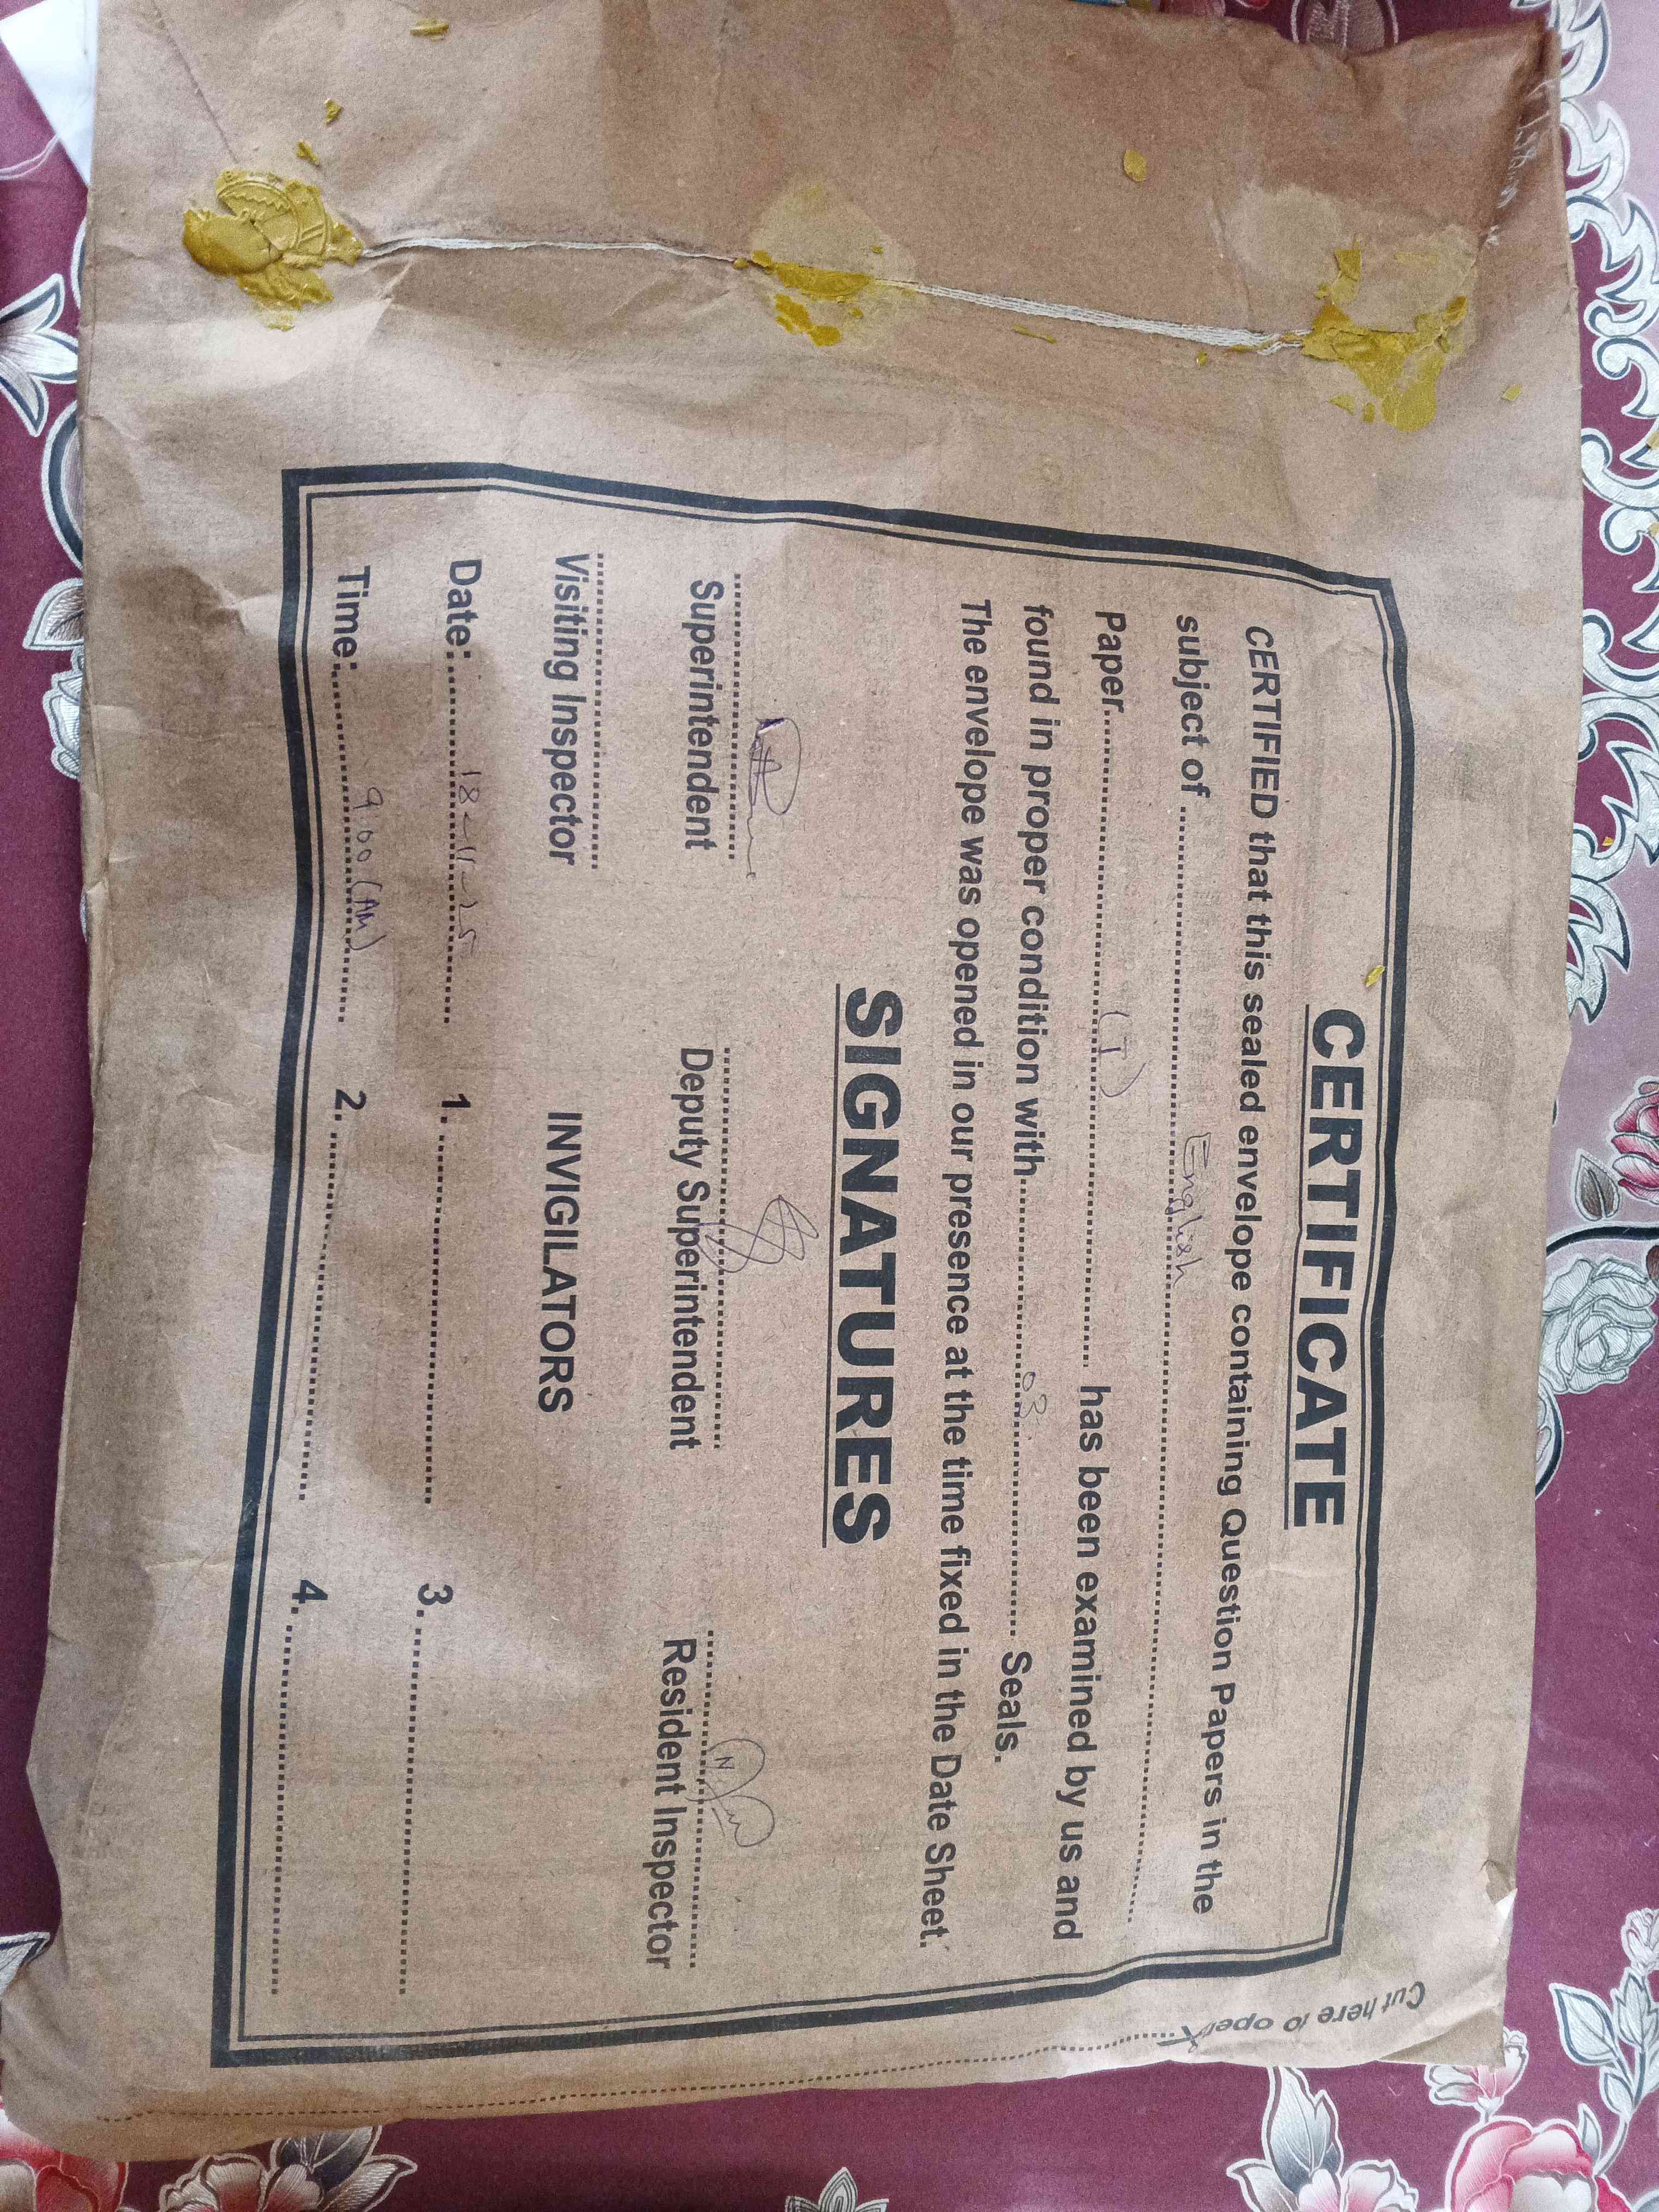 CERTIFICATE
CERTIFIED that this sealed envelope containing Question Papers in the
subject of ........ English ........
Paper........ (I) ........ has been examined by us and
found in proper condition with........ 03 ........ Seals.
The envelope was opened in our presence at the time fixed in the Date Sheet.
SIGNATURES
Superintendent Deputy Superintendent Resident Inspector
Visiting Inspector INVIGILATORS
Date: 18-11-25 1. ........ 3. ........
Time: 9:00 (AM) 2. ........ 4. ........
Cut here to open